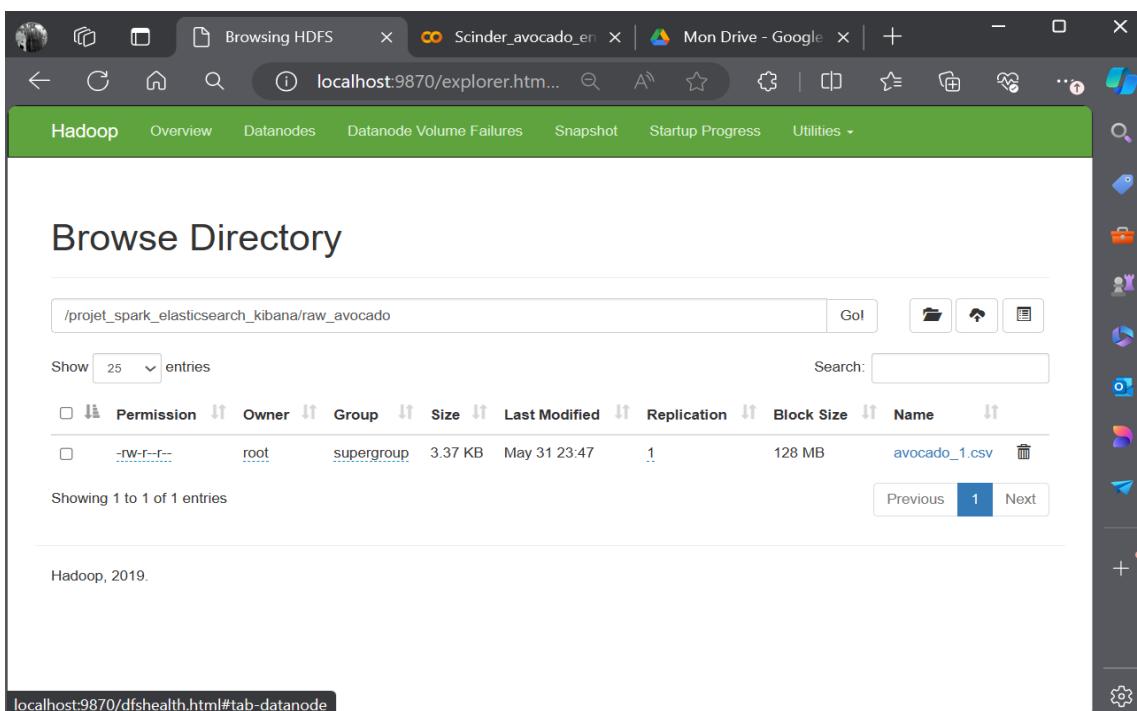 Browsing HDFS
Scinder_avocado_en
Mon Drive - Google
localhost:9870/explorer.htm...
Hadoop Overview Datanodes Datanode Volume Failures Snapshot Startup Progress Utilities
Browse Directory
/projet_spark_elasticsearch_kibana/raw_avocado Go!
Show 25 entries Search:
Permission Owner Group Size Last Modified Replication Block Size Name
-rw-r--r-- root supergroup 3.37 KB May 31 23:47 1 128 MB avocado_1.csv
Showing 1 to 1 of 1 entries Previous 1 Next
Hadoop, 2019.
localhost:9870/dfshealth.html#tab-datanode